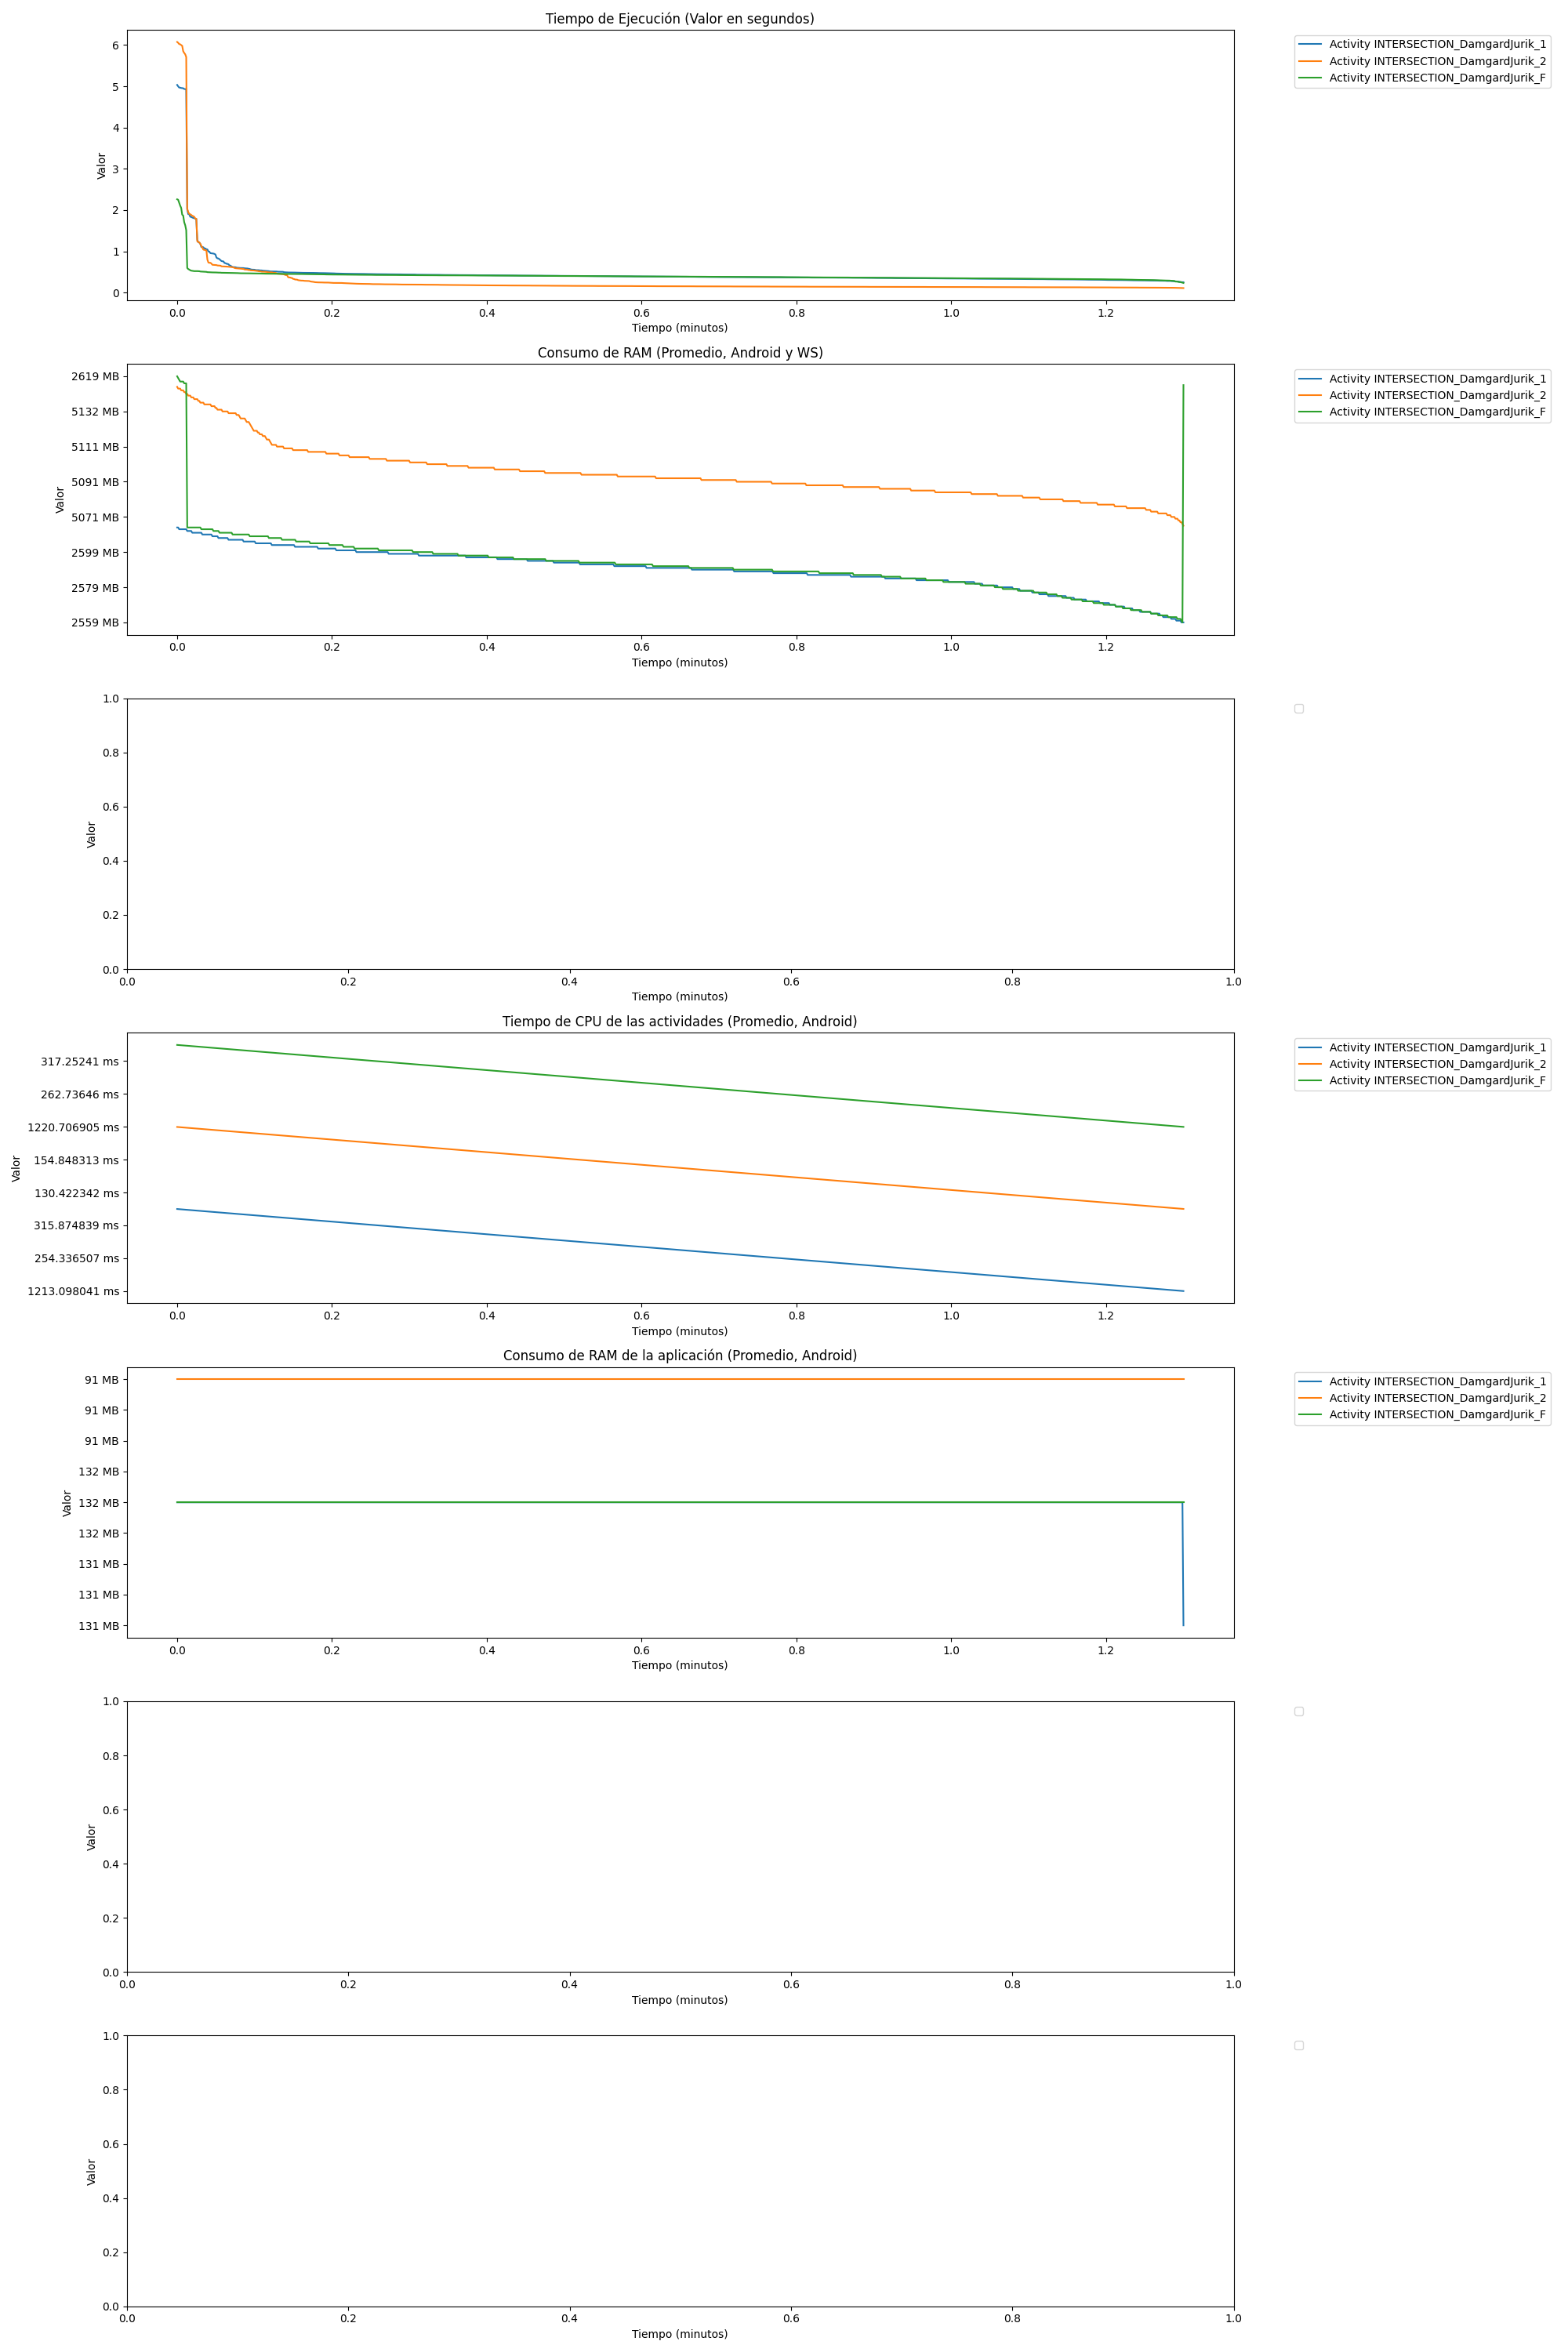 Tiempo de Ejecución (Valor en segundos)
6
5
4
3
2
1
0
Valor
0.0 0.2 0.4 0.6 0.8 1.0 1.2
Tiempo (minutos)
Activity INTERSECTION_DamgardJurik_1
Activity INTERSECTION_DamgardJurik_2
Activity INTERSECTION_DamgardJurik_F
Consumo de RAM (Promedio, Android y WS)
2619 MB
5132 MB
5111 MB
5091 MB
5071 MB
2599 MB
2579 MB
2559 MB
Valor
0.0 0.2 0.4 0.6 0.8 1.0 1.2
Tiempo (minutos)
Activity INTERSECTION_DamgardJurik_1
Activity INTERSECTION_DamgardJurik_2
Activity INTERSECTION_DamgardJurik_F
1.0
0.8
0.6
0.4
0.2
0.0
Valor
0.0 0.2 0.4 0.6 0.8 1.0
Tiempo (minutos)
Tiempo de CPU de las actividades (Promedio, Android)
317.25241 ms
262.73646 ms
1220.706905 ms
154.848313 ms
130.422342 ms
315.874839 ms
254.336507 ms
1213.098041 ms
Valor
0.0 0.2 0.4 0.6 0.8 1.0 1.2
Tiempo (minutos)
Activity INTERSECTION_DamgardJurik_1
Activity INTERSECTION_DamgardJurik_2
Activity INTERSECTION_DamgardJurik_F
Consumo de RAM de la aplicación (Promedio, Android)
91 MB
91 MB
91 MB
132 MB
132 MB
132 MB
131 MB
131 MB
131 MB
Valor
0.0 0.2 0.4 0.6 0.8 1.0 1.2
Tiempo (minutos)
Activity INTERSECTION_DamgardJurik_1
Activity INTERSECTION_DamgardJurik_2
Activity INTERSECTION_DamgardJurik_F
1.0
0.8
0.6
0.4
0.2
0.0
Valor
0.0 0.2 0.4 0.6 0.8 1.0
Tiempo (minutos)
1.0
0.8
0.6
0.4
0.2
0.0
Valor
0.0 0.2 0.4 0.6 0.8 1.0
Tiempo (minutos)